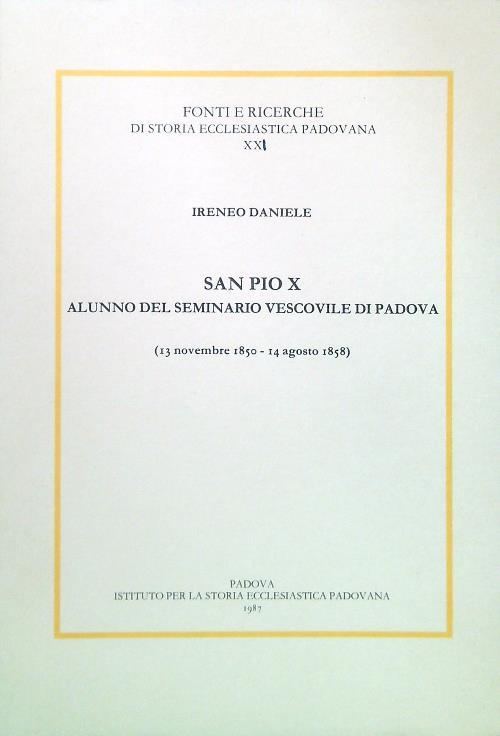 FONTI E RICERCHE
DI STORIA ECCLESIASTICA PADOVANA
XXI
IRENEO DANIELE
SAN PIO X
ALUNNO DEL SEMINARIO VESCOVILE DI PADOVA
(13 novembre 1850 - 14 agosto 1858)
PADOVA
ISTITUTO PER LA STORIA ECCLESIASTICA PADOVANA
1987